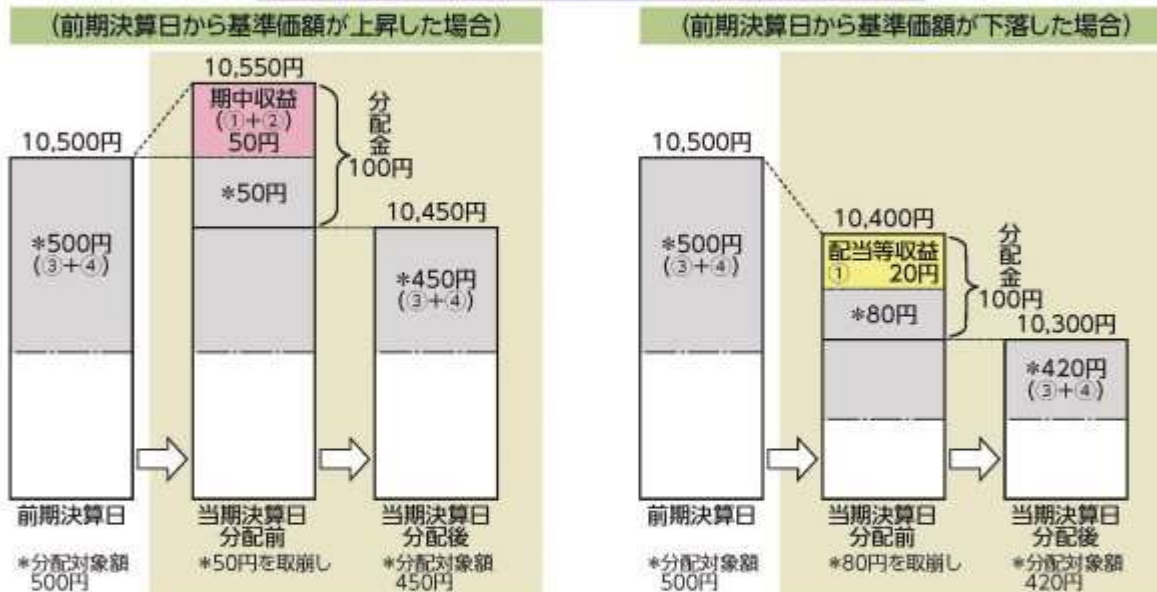 (前期決算日から基準価額が上昇した場合)
10,550円
期中収益
(①+②)
50円
分配金
100円
10,500円
*50円
10,450円
*500円
(③+④)
*450円
(③+④)
前期決算日
当期決算日
分配前
当期決算日
分配後
*分配対象額
500円
*50円を取崩し
*分配対象額
450円
(前期決算日から基準価額が下落した場合)
10,500円
10,400円
*500円
(③+④)
配当等収益
① 20円
分配金
100円
*80円
10,300円
*420円
(③+④)
前期決算日
当期決算日
分配前
当期決算日
分配後
*分配対象額
500円
*80円を取崩し
*分配対象額
420円